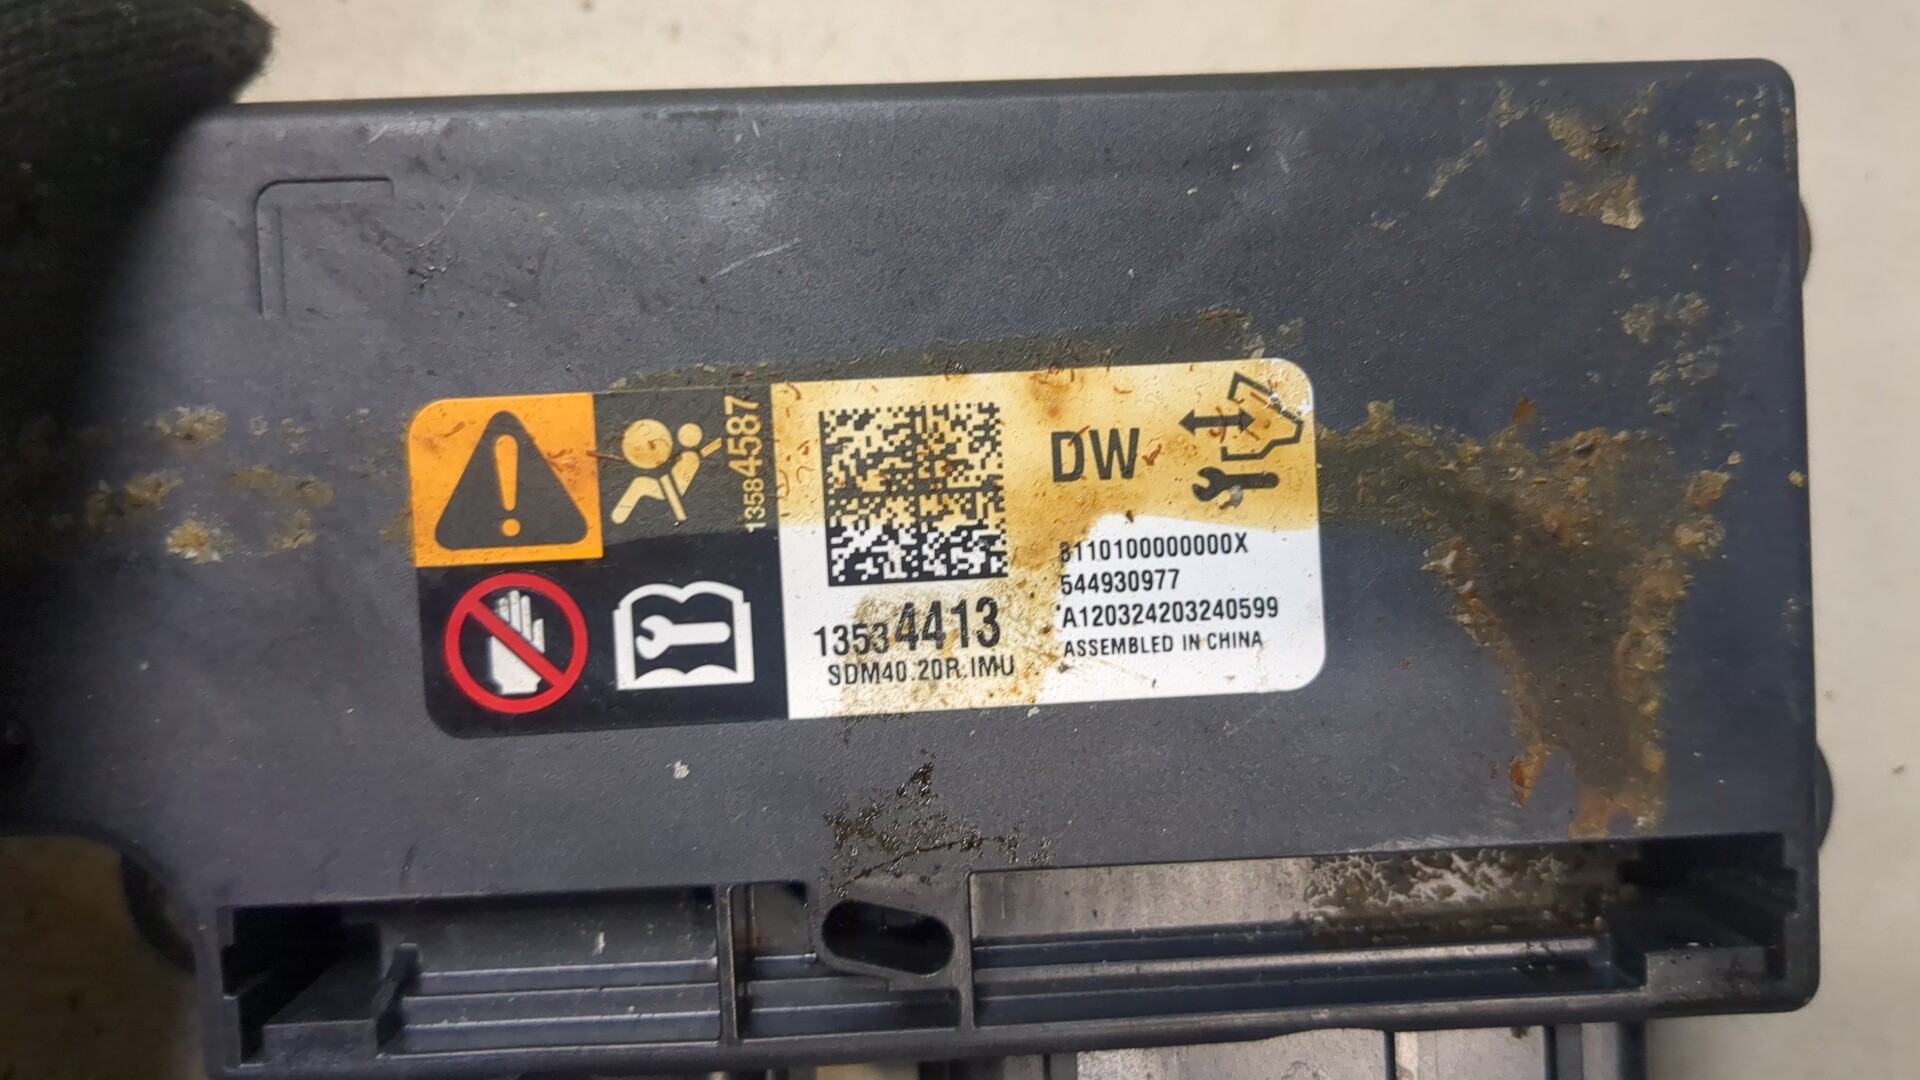 13584587
DW
13534413
SDM40.20R.IMU
8110100000000X
544930977
A120324203240599
ASSEMBLED IN CHINA